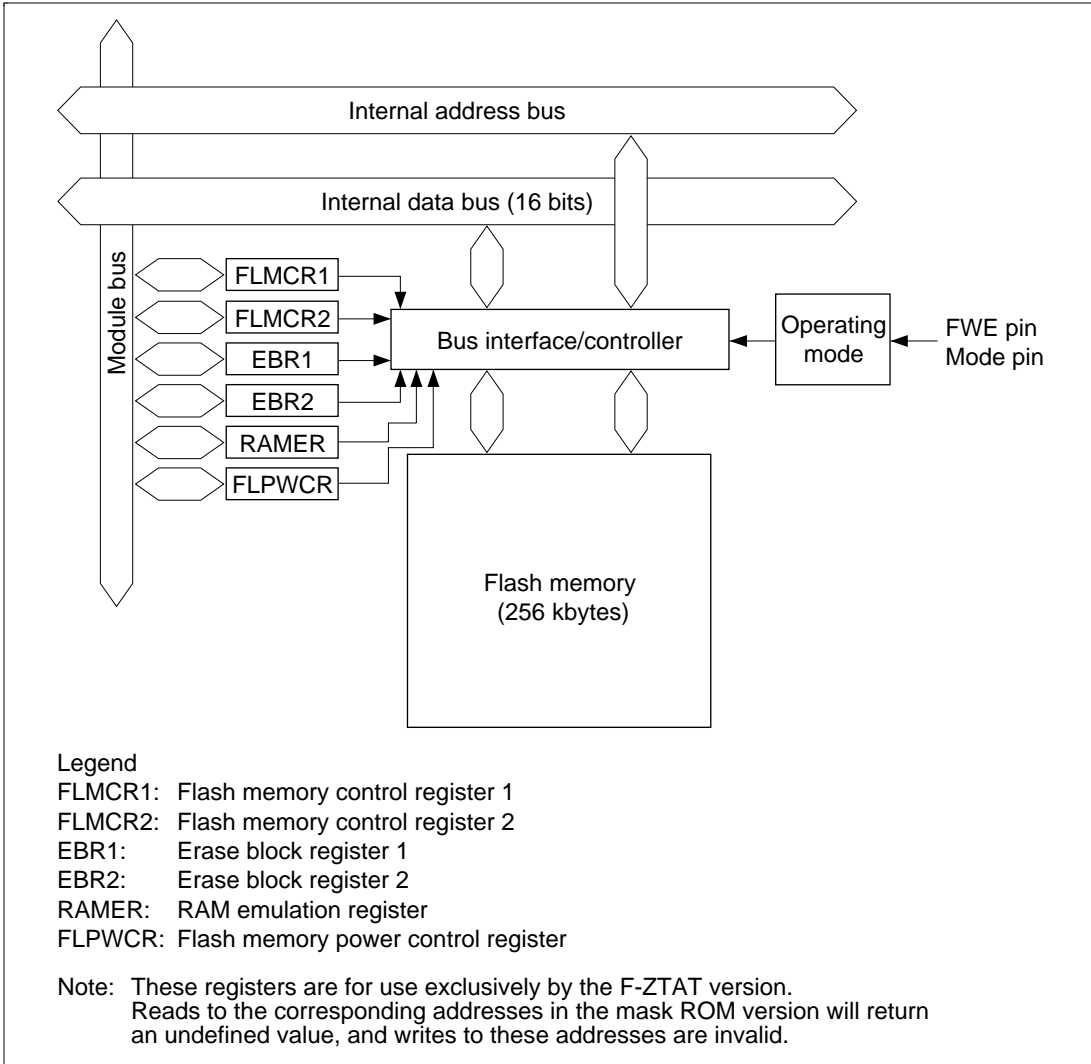 Internal address bus
Internal data bus (16 bits)
Module bus
FLMCR1
FLMCR2
EBR1
EBR2
RAMER
FLPWCR
Bus interface/controller
Operating
mode
FWE pin
Mode pin
Flash memory
(256 kbytes)
Legend
FLMCR1: Flash memory control register 1
FLMCR2: Flash memory control register 2
EBR1: Erase block register 1
EBR2: Erase block register 2
RAMER: RAM emulation register
FLPWCR: Flash memory power control register
Note: These registers are for use exclusively by the F-ZTAT version.
Reads to the corresponding addresses in the mask ROM version will return
an undefined value, and writes to these addresses are invalid.